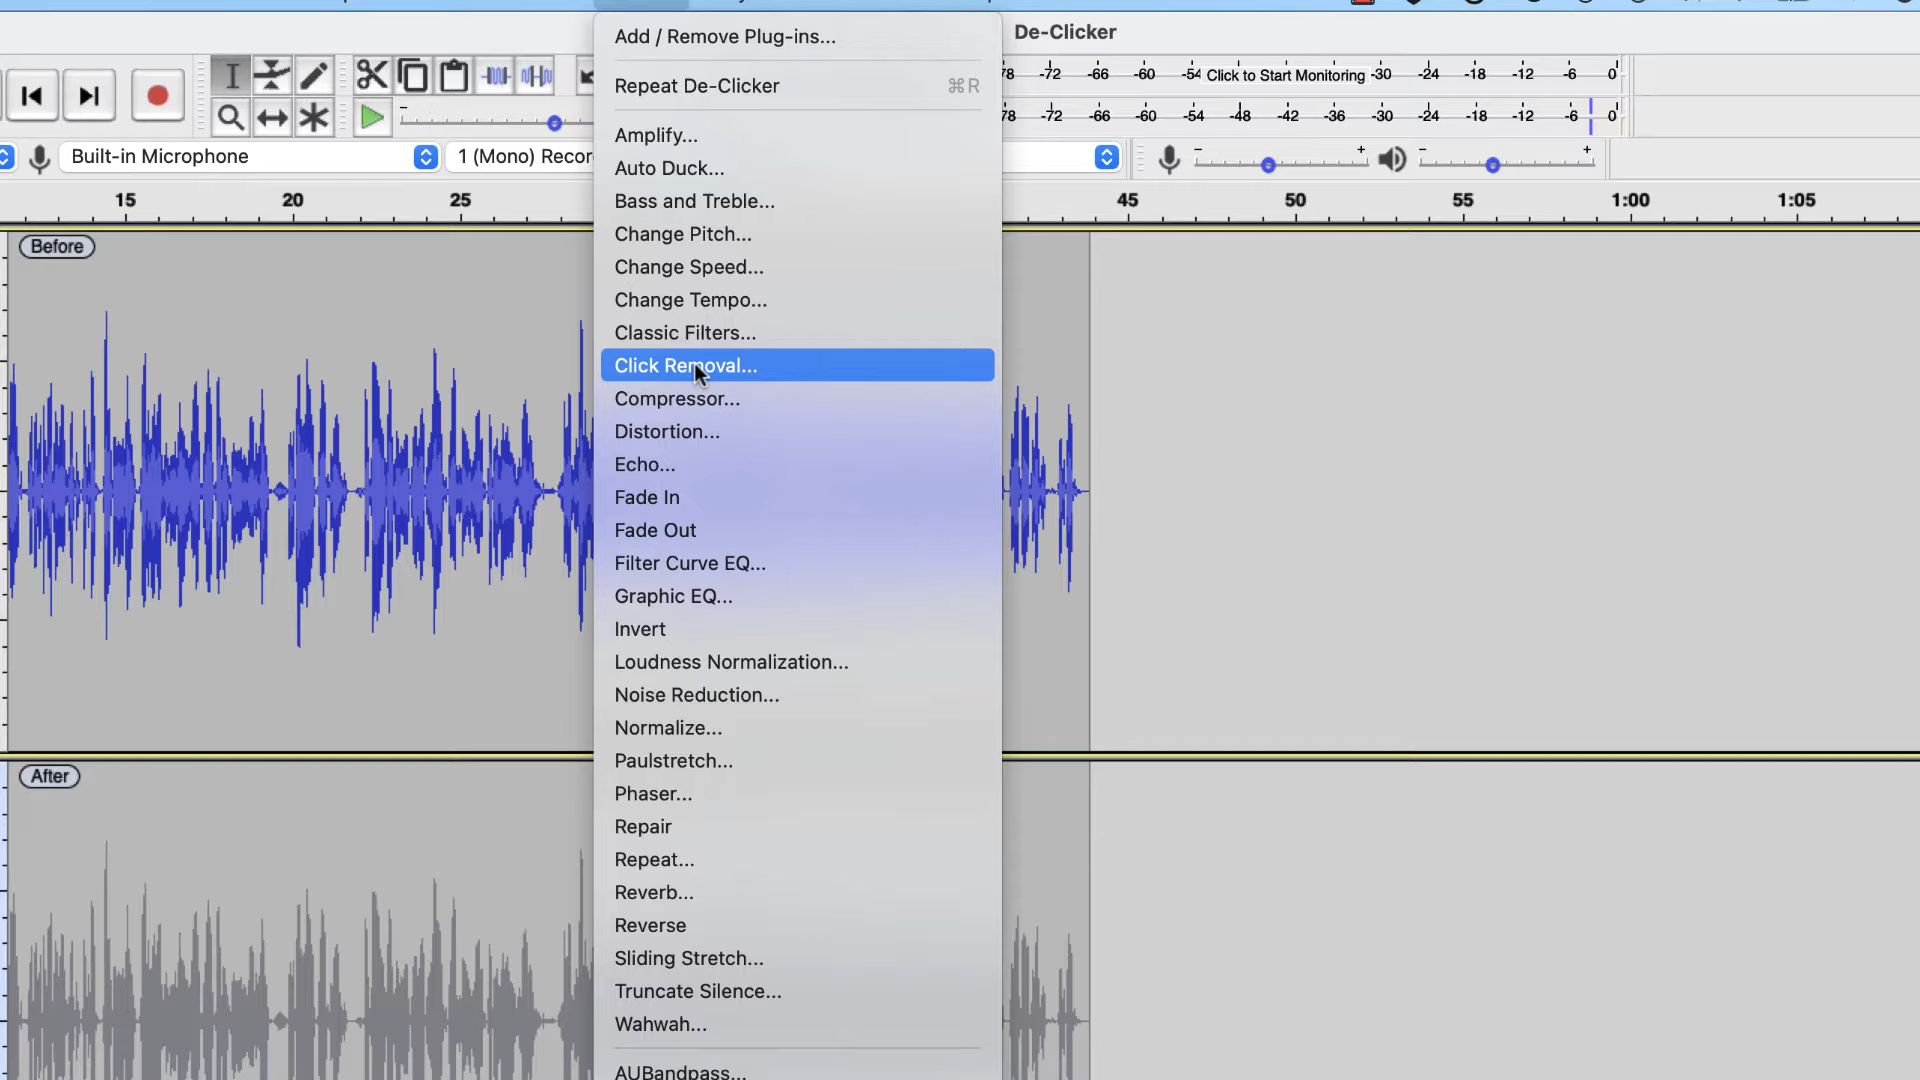 De-Clicker
Add / Remove Plug-ins...
Repeat De-Clicker ⌘R
Amplify...
Auto Duck...
Bass and Treble...
Change Pitch...
Change Speed...
Change Tempo...
Classic Filters...
Click Removal...
Compressor...
Distortion...
Echo...
Fade In
Fade Out
Filter Curve EQ...
Graphic EQ...
Invert
Loudness Normalization...
Noise Reduction...
Normalize...
Paulstretch...
Phaser...
Repair
Repeat...
Reverb...
Reverse
Sliding Stretch...
Truncate Silence...
Wahwah...
AUBandpass...
78 -72 -66 -60 -54 Click to Start Monitoring -30 -24 -18 -12 -6 0
78 -72 -66 -60 -54 -48 -42 -36 -30 -24 -18 -12 -6 0
Built-in Microphone
1 (Mono) Recor
15 20 25 45 50 55 1:00 1:05
Before
After